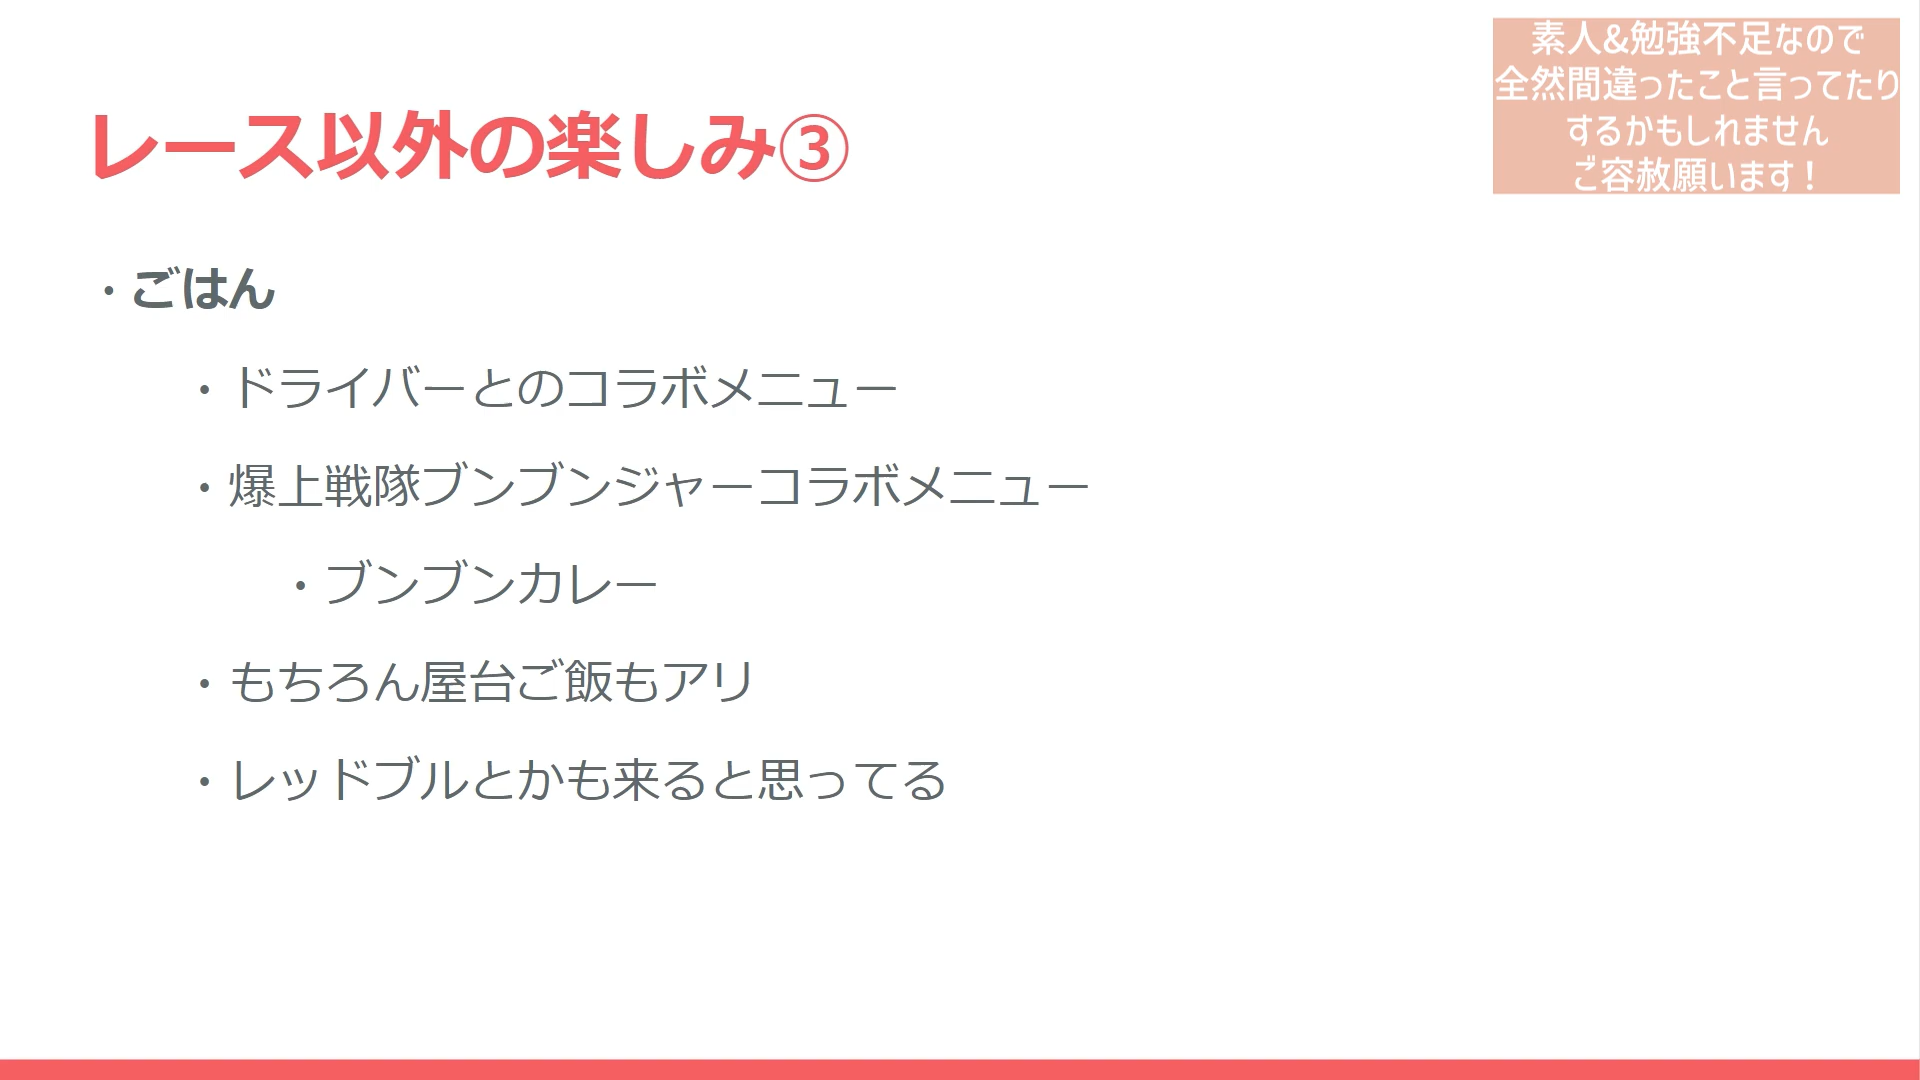 レース以外の楽しみ③
素人&勉強不足なので
全然間違ったこと言ってたり
するかもしれません
ご容赦願います！
・ごはん
・ドライバーとのコラボメニュー
・爆上戦隊ブンブンジャーコラボメニュー
・ブンブンカレー
・もちろん屋台ご飯もアリ
・レッドブルとかも来ると思ってる